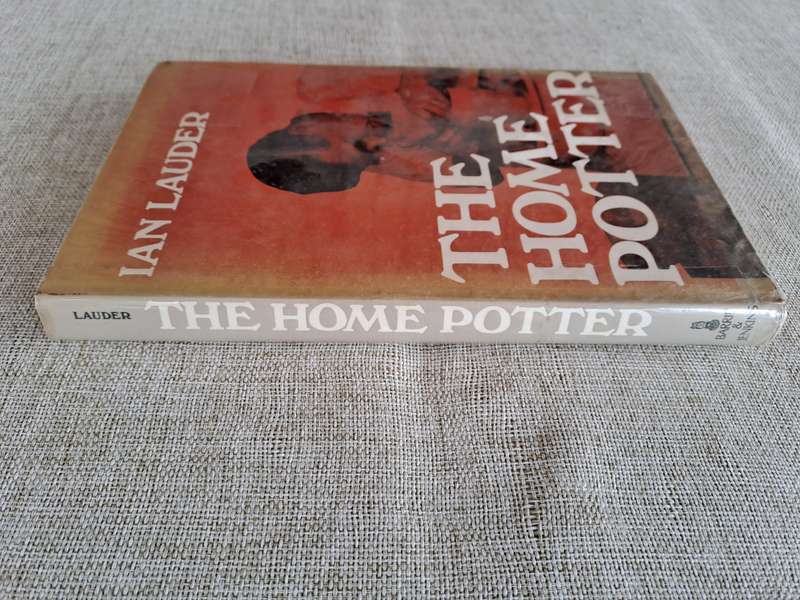 IAN LAUDER
THE
HOME
POTTER
LAUDER THE HOME POTTER
BARRIE
&
JENKINS